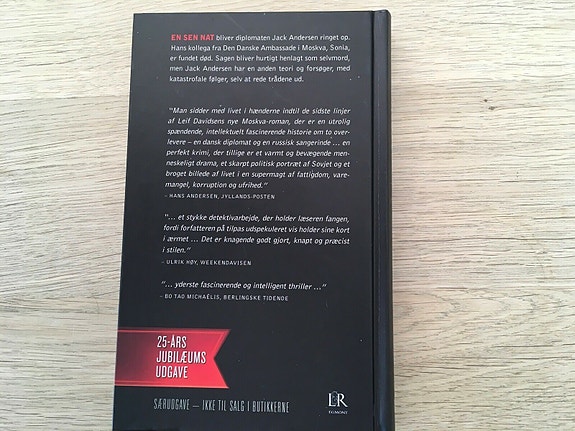 EN SEN NAT bliver diplomaten Jack Andersen ringet op.
Hans kollega fra Den Danske Ambassade i Moskva, Sonia,
er fundet død. Sagen bliver hurtigt henlagt som selvmord,
men Jack Andersen har en anden teori og forsøger, med
katastrofale følger, selv at rede trådene ud.
"Man sidder med livet i hænderne indtil de sidste linjer
af Leif Davidsens nye Moskva-roman, der er en utrolig
spændende, intellektuelt fascinerende historie om to over-
levere – en dansk diplomat og en russisk sangerinde ... en
perfekt krimi, der tillige er et varmt og bevægende men-
neskeligt drama, et skarpt politisk portræt af Sovjet og et
broget billede af livet i en supermagt af fattigdom, vare-
mangel, korruption og ufrihed."
– HANS ANDERSEN, JYLLANDS-POSTEN
"... et stykke detektivarbejde, der holder læseren fangen,
fordi forfatteren på tilpas udspekuleret vis holder sine kort
i ærmet ... Det er knagende godt gjort, knapt og præcist
i stilen."
– ULRIK HØY, WEEKENDAVISEN
"... yderste fascinerende og intelligent thriller ..."
– BO TAO MICHAËLIS, BERLINGSKE TIDENDE
25-ÅRS
JUBILÆUMS
UDGAVE
SÆRUDGAVE – IKKE TIL SALG I BUTIKKERNE
L&R
EGMONT